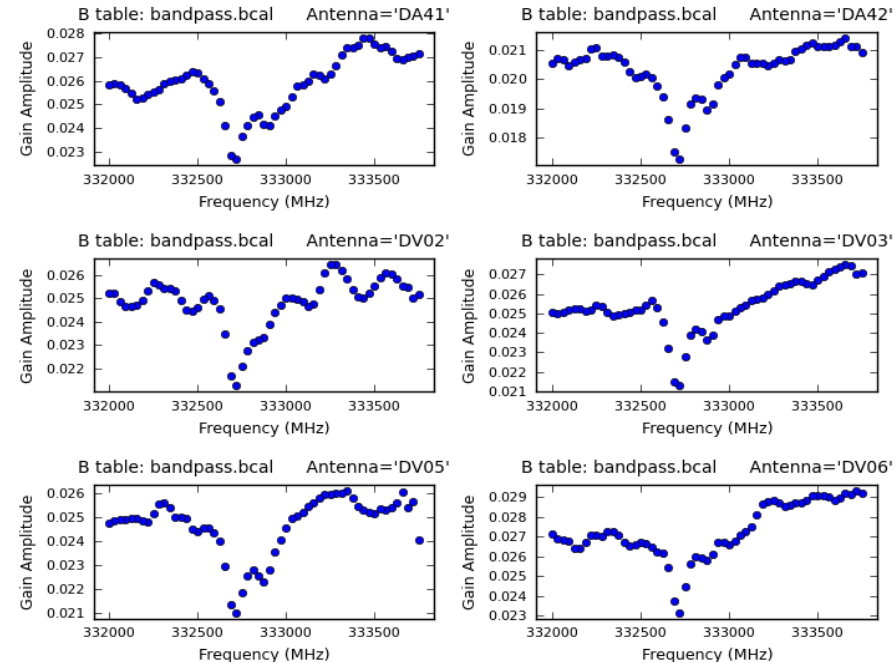 B table: bandpass.bcal Antenna='DA41'
0.028
0.027
0.026
0.025
0.024
0.023
Gain Amplitude
332000 332500 333000 333500
Frequency (MHz)
B table: bandpass.bcal Antenna='DA42'
0.021
0.020
0.019
0.018
Gain Amplitude
332000 332500 333000 333500
Frequency (MHz)
B table: bandpass.bcal Antenna='DV02'
0.026
0.025
0.024
0.023
0.022
Gain Amplitude
332000 332500 333000 333500
Frequency (MHz)
B table: bandpass.bcal Antenna='DV03'
0.027
0.026
0.025
0.024
0.023
0.022
0.021
Gain Amplitude
332000 332500 333000 333500
Frequency (MHz)
B table: bandpass.bcal Antenna='DV05'
0.026
0.025
0.024
0.023
0.022
0.021
Gain Amplitude
332000 332500 333000 333500
Frequency (MHz)
B table: bandpass.bcal Antenna='DV06'
0.029
0.028
0.027
0.026
0.025
0.024
0.023
Gain Amplitude
332000 332500 333000 333500
Frequency (MHz)